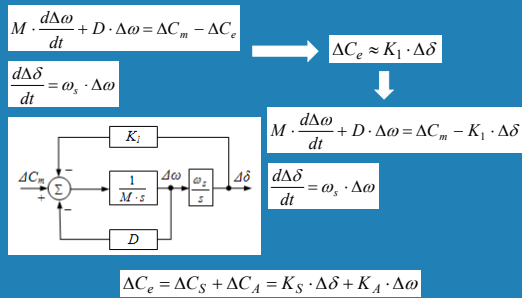 M · dΔω/dt + D · Δω = ΔC_m − ΔC_e
ΔC_e ≈ K_1 · Δδ
dΔδ/dt = ω_s · Δω
M · dΔω/dt + D · Δω = ΔC_m − K_1 · Δδ
dΔδ/dt = ω_s · Δω
K_1
−
ΔC_m + Σ 1/(M · s) Δω ω_s/s Δδ
−
D
ΔC_e = ΔC_S + ΔC_A = K_S · Δδ + K_A · Δω